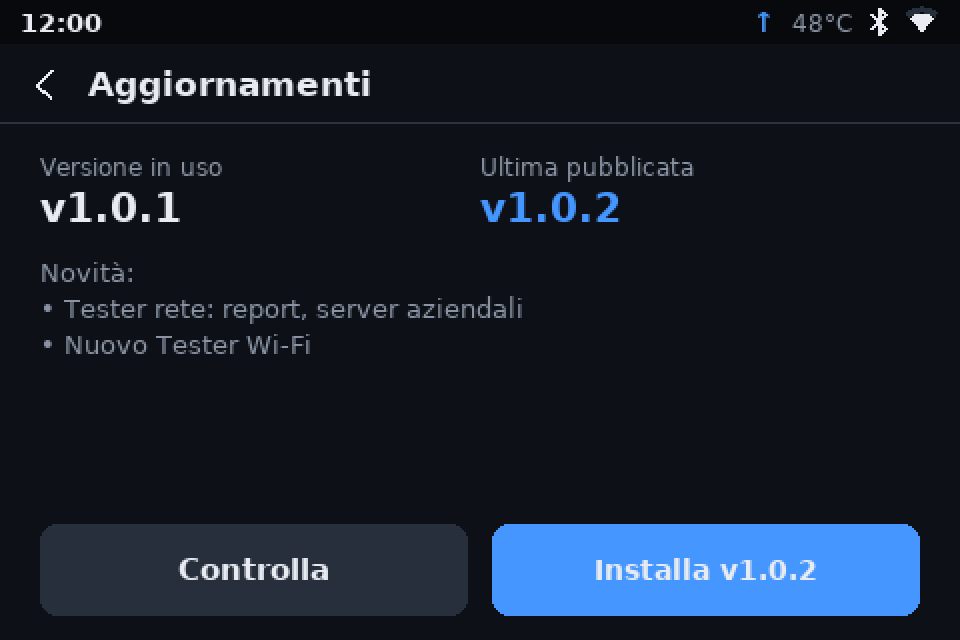 12:00
↑ 48°C
Aggiornamenti
Versione in uso
v1.0.1
Ultima pubblicata
v1.0.2
Novità:
• Tester rete: report, server aziendali
• Nuovo Tester Wi-Fi
Controlla
Installa v1.0.2